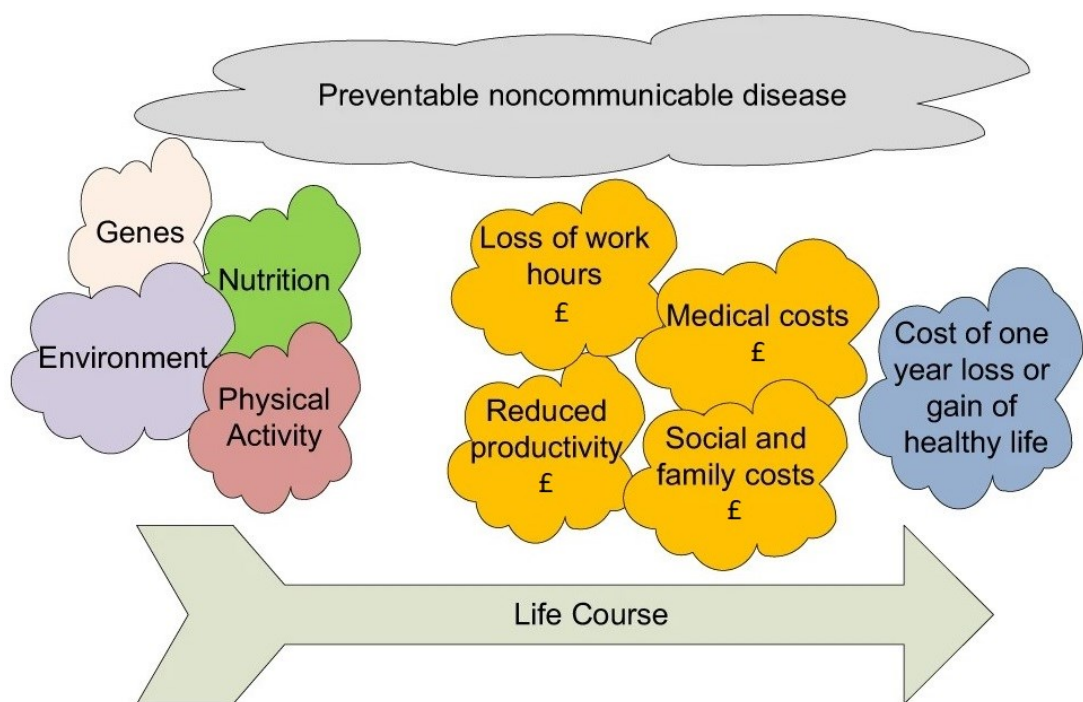 Preventable noncommunicable disease
Genes
Nutrition
Environment
Physical
Activity
Loss of work
hours
£
Medical costs
£
Reduced
productivity
£
Social and
family costs
£
Cost of one
year loss or
gain of
healthy life
Life Course